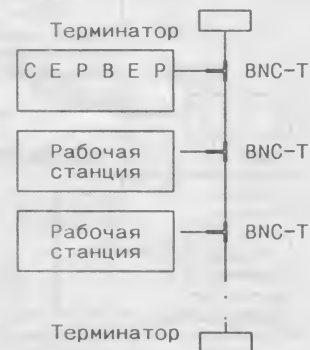 Терминатор
С Е Р В Е Р
BNC-T
Рабочая
станция
BNC-T
Рабочая
станция
BNC-T
Терминатор